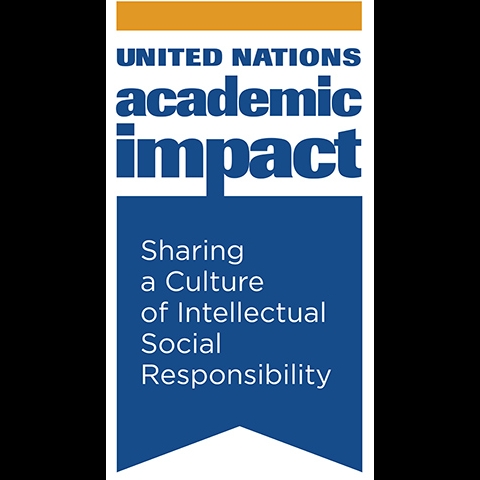 UNITED NATIONS
academic
impact
Sharing
a Culture
of Intellectual
Social
Responsibility